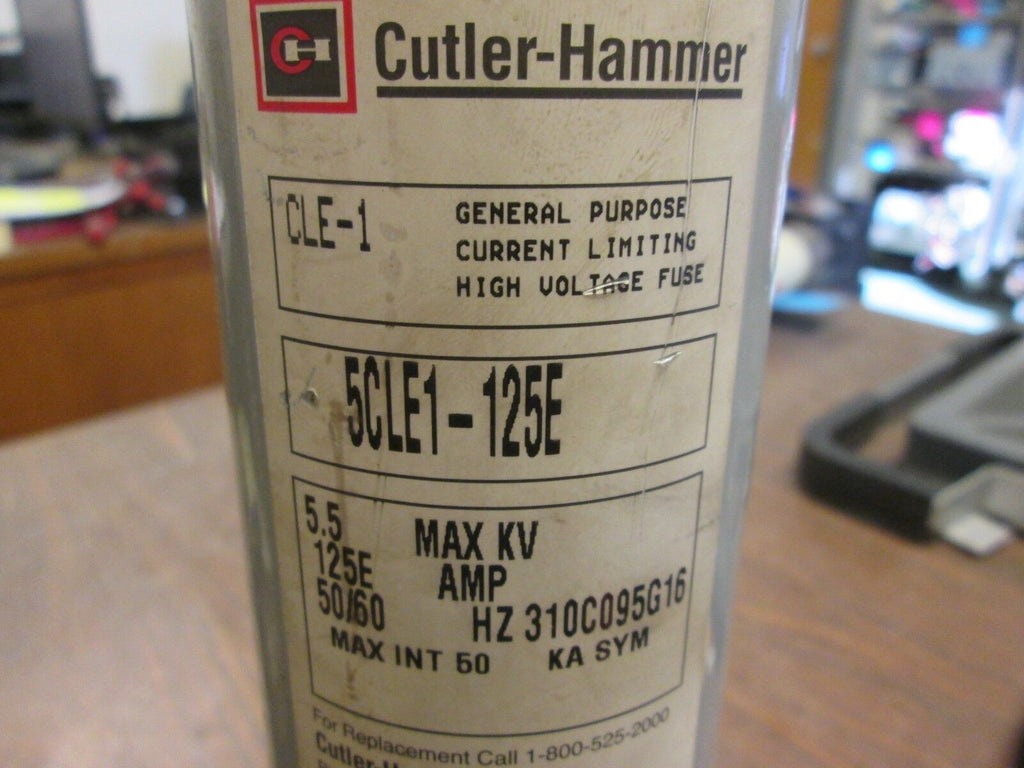 CH
Cutler-Hammer
CLE-1
GENERAL PURPOSE
CURRENT LIMITING
HIGH VOLTAGE FUSE
5CLE1-125E
5.5 MAX KV
125E AMP
50/60 HZ 310C095G16
MAX INT 50 KA SYM
For Replacement Call 1-800-525-2000